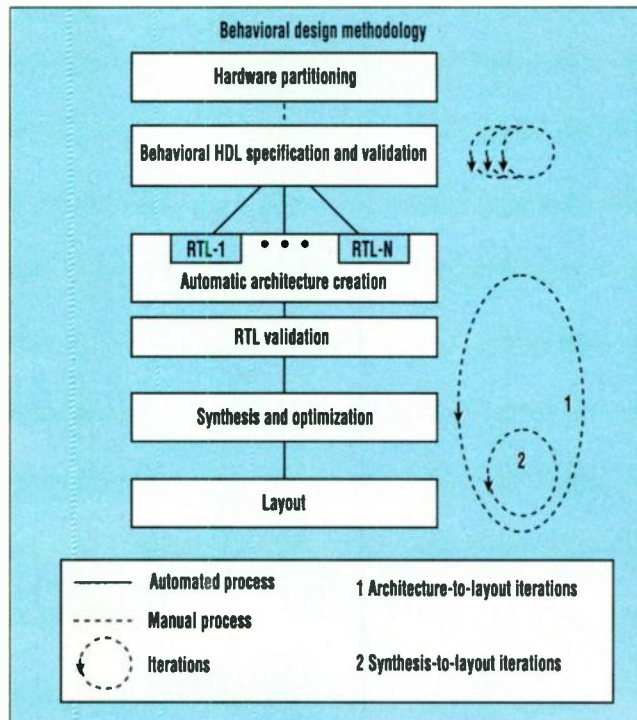 Behavioral design methodology
Hardware partitioning
Behavioral HDL specification and validation
RTL-1 • • • RTL-N
Automatic architecture creation
RTL validation
Synthesis and optimization
1
2
Layout
Automated process
1 Architecture-to-layout iterations
Manual process
Iterations
2 Synthesis-to-layout iterations